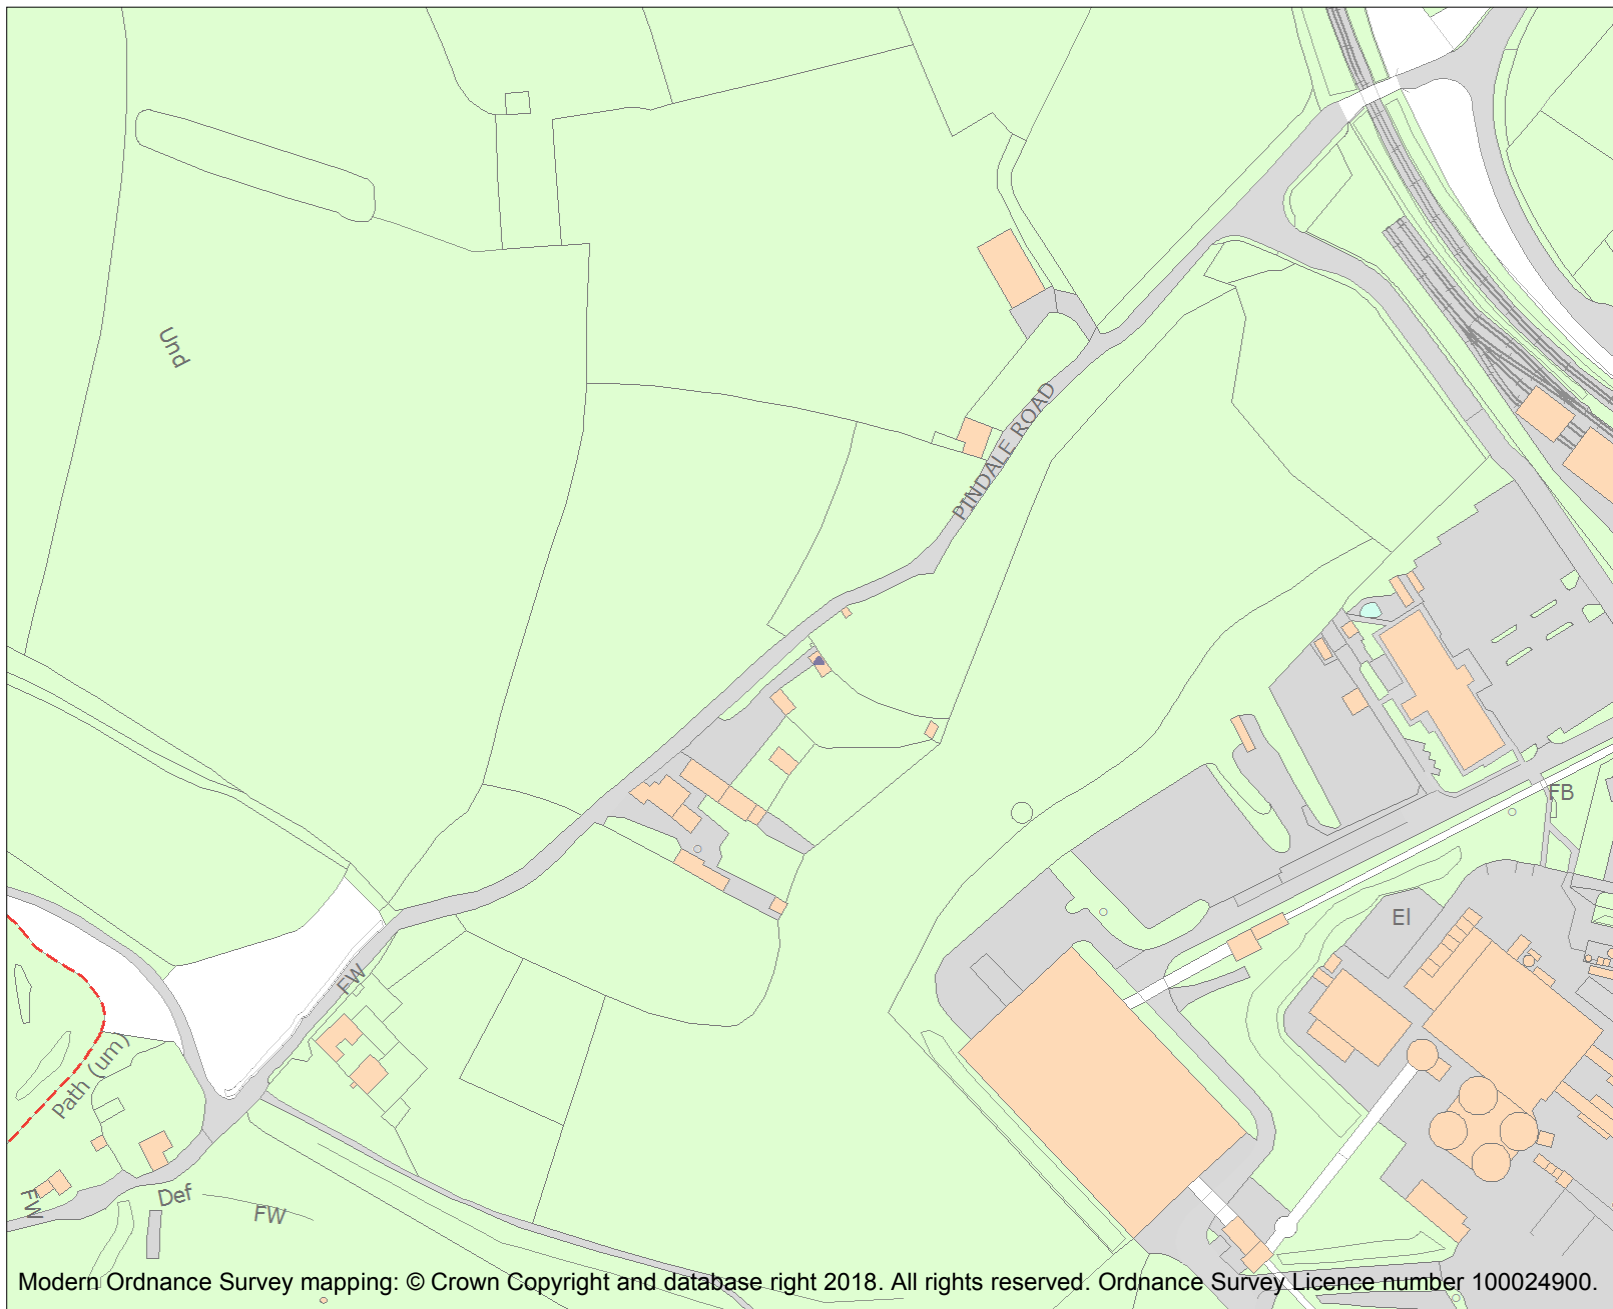 Und
PINDALE ROAD
FB
EI
FW
Path (um)
Def
FW
FW
Modern Ordnance Survey mapping: © Crown Copyright and database right 2018. All rights reserved. Ordnance Survey Licence number 100024900.